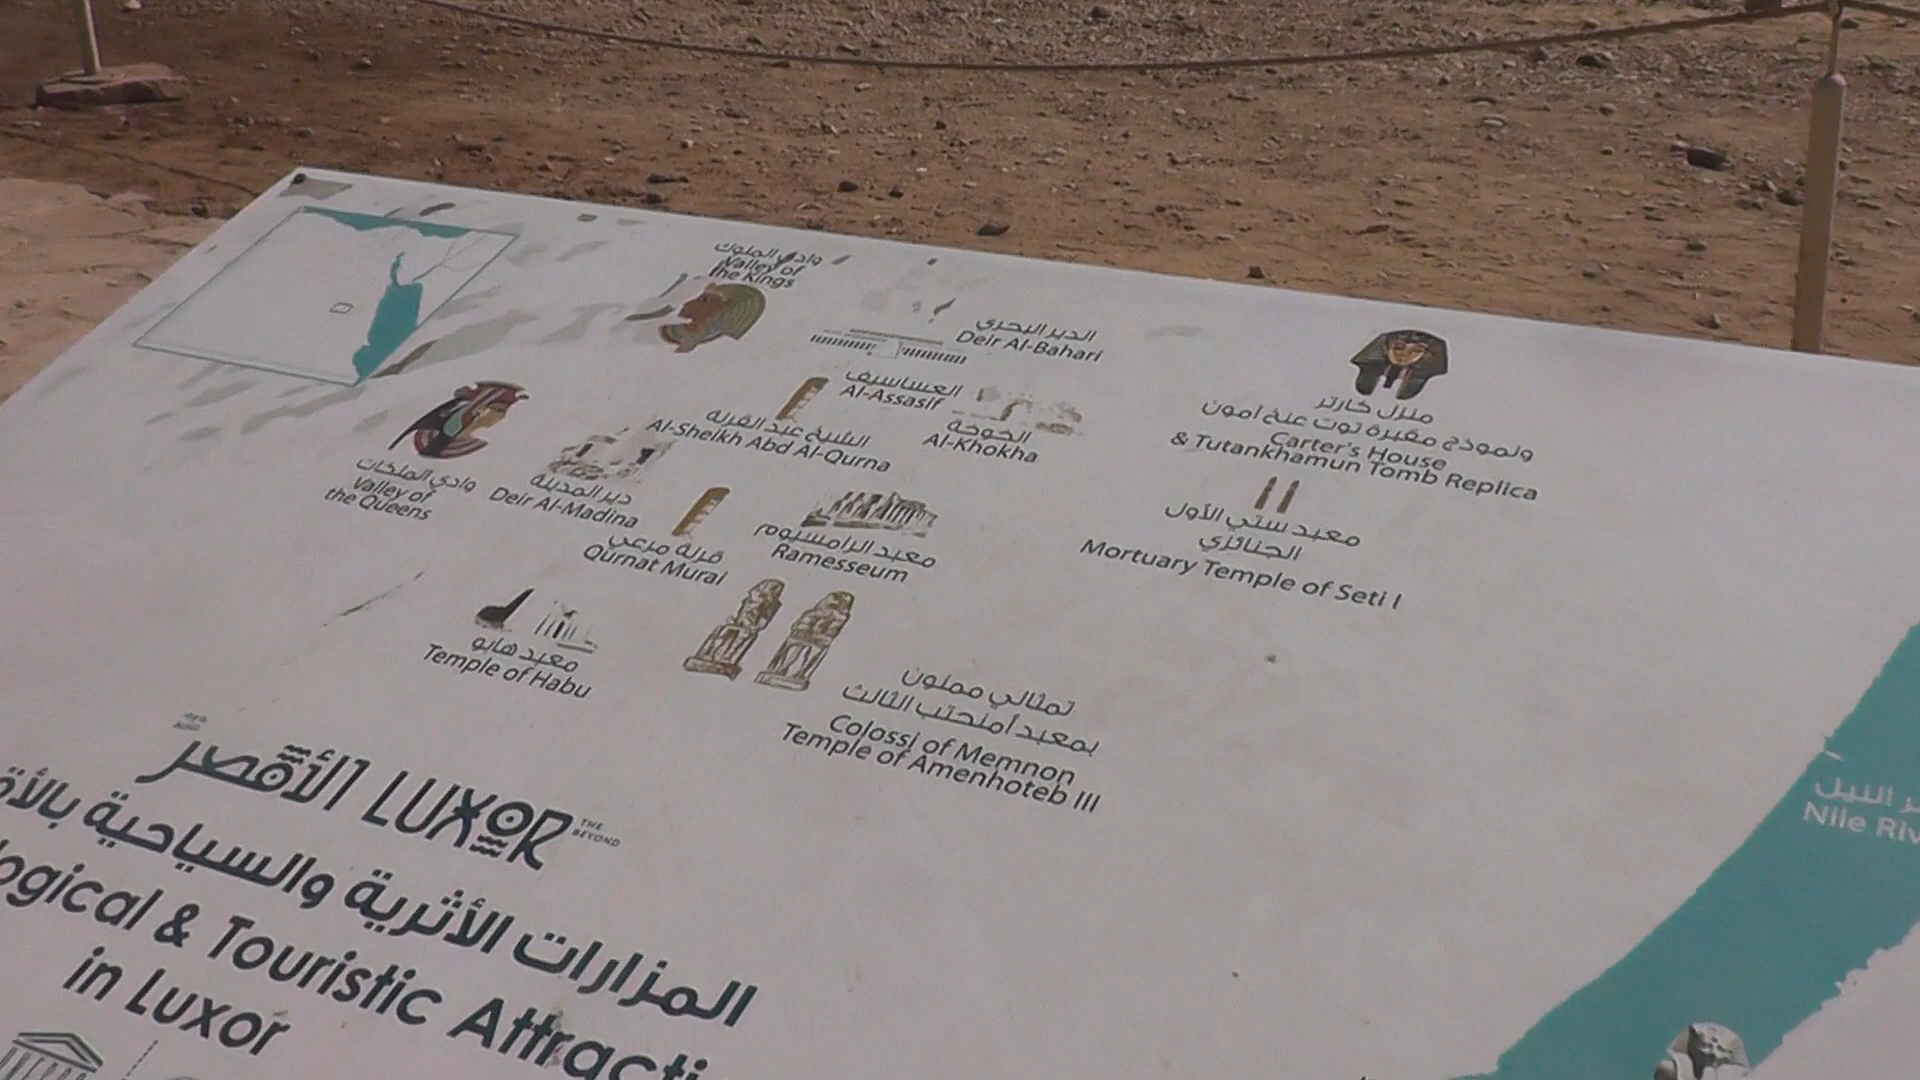 وادي الملوك
Valley of
the Kings
الدير البحري
Deir Al-Bahari
العساسيف
Al-Assasif
الخوخة
Al-Khokha
الشيخ عبد القرنة
Al-Sheikh Abd Al-Qurna
منزل كارتر
ونموذج مقبرة توت عنخ آمون
Carter's House
& Tutankhamun Tomb Replica
وادي الملكات
Valley of
the Queens
دير المدينة
Deir Al-Madina
قرنة مرعي
Qurnat Murai
معبد الرامسيوم
Ramesseum
معبد ستي الأول
الجنائزي
Mortuary Temple of Seti I
معبد هابو
Temple of Habu
تمثالي ممنون
بمعبد أمنحتب الثالث
Colossi of Memnon
Temple of Amenhoteb III
النيل
Nile Riv
الأقصر LUXOR THE BEYOND
المزارات الأثرية والسياحية بالأق
logical & Touristic Attracti
in Luxor